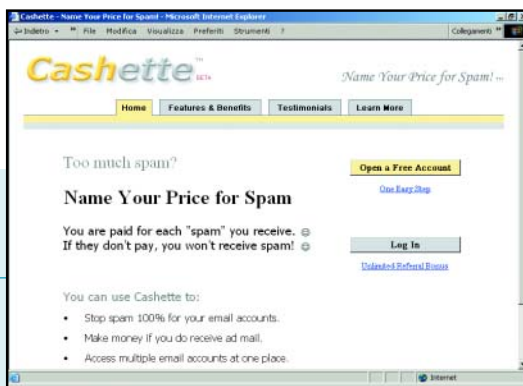 Cashette - Name Your Price for Spam! - Microsoft Internet Explorer
Indietro File Modifica Visualizza Preferiti Strumenti ? Collegamenti
Cashette™ BETA
Name Your Price for Spam!
Home Features & Benefits Testimonials Learn More
Too much spam?
Open a Free Account
One Easy Step
Name Your Price for Spam
You are paid for each "spam" you receive. ☺
If they don't pay, you won't receive spam! ☺
Log In
Unlimited Referral Bonus
You can use Cashette to:
• Stop spam 100% for your email accounts.
• Make money if you do receive ad mail.
• Access multiple email accounts at one place.
Internet